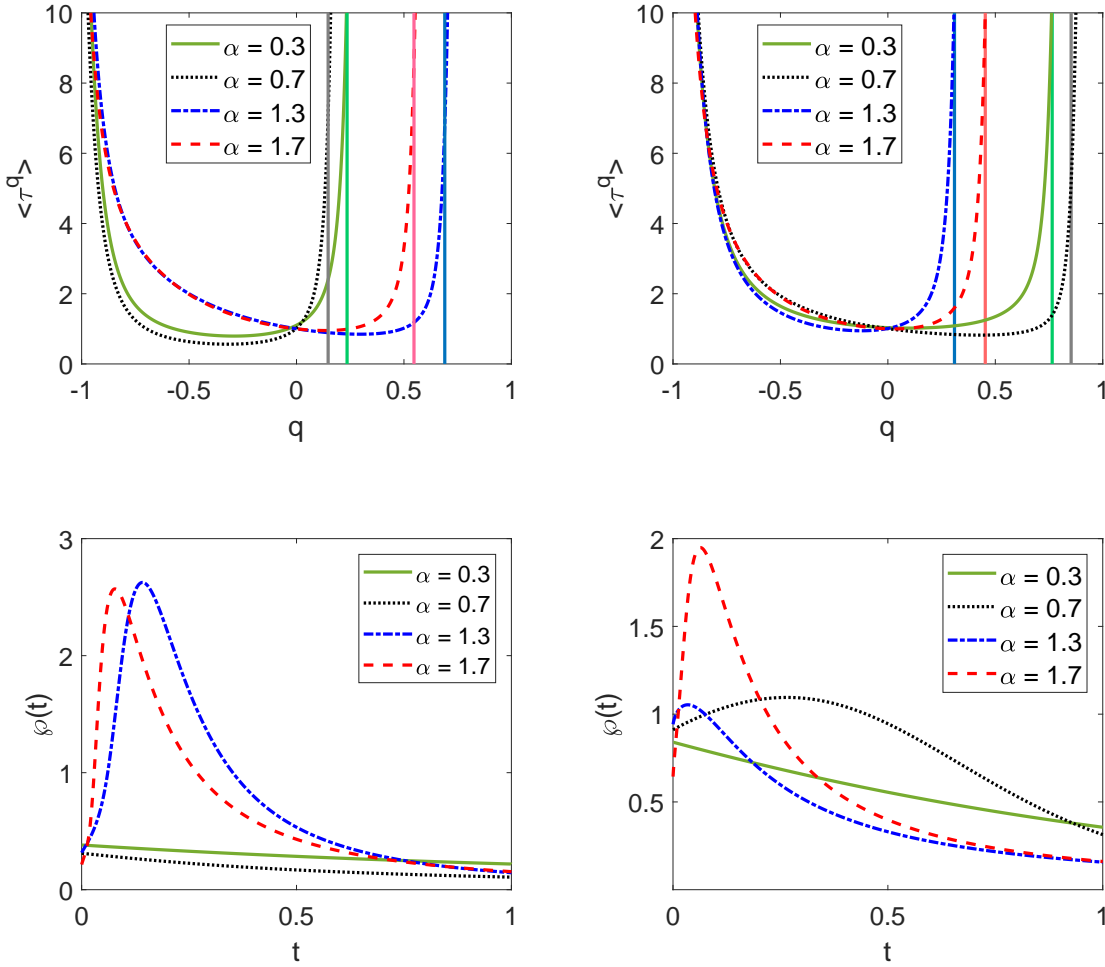 10
8
6
4
2
0
<τ^q>
α = 0.3
α = 0.7
α = 1.3
α = 1.7
-1
-0.5
0
0.5
1
q
10
8
6
4
2
0
<τ^q>
α = 0.3
α = 0.7
α = 1.3
α = 1.7
-1
-0.5
0
0.5
1
q
3
2
1
0
℘(t)
α = 0.3
α = 0.7
α = 1.3
α = 1.7
0
0.5
1
t
2
1.5
1
0.5
℘(t)
α = 0.3
α = 0.7
α = 1.3
α = 1.7
0
0.5
1
t